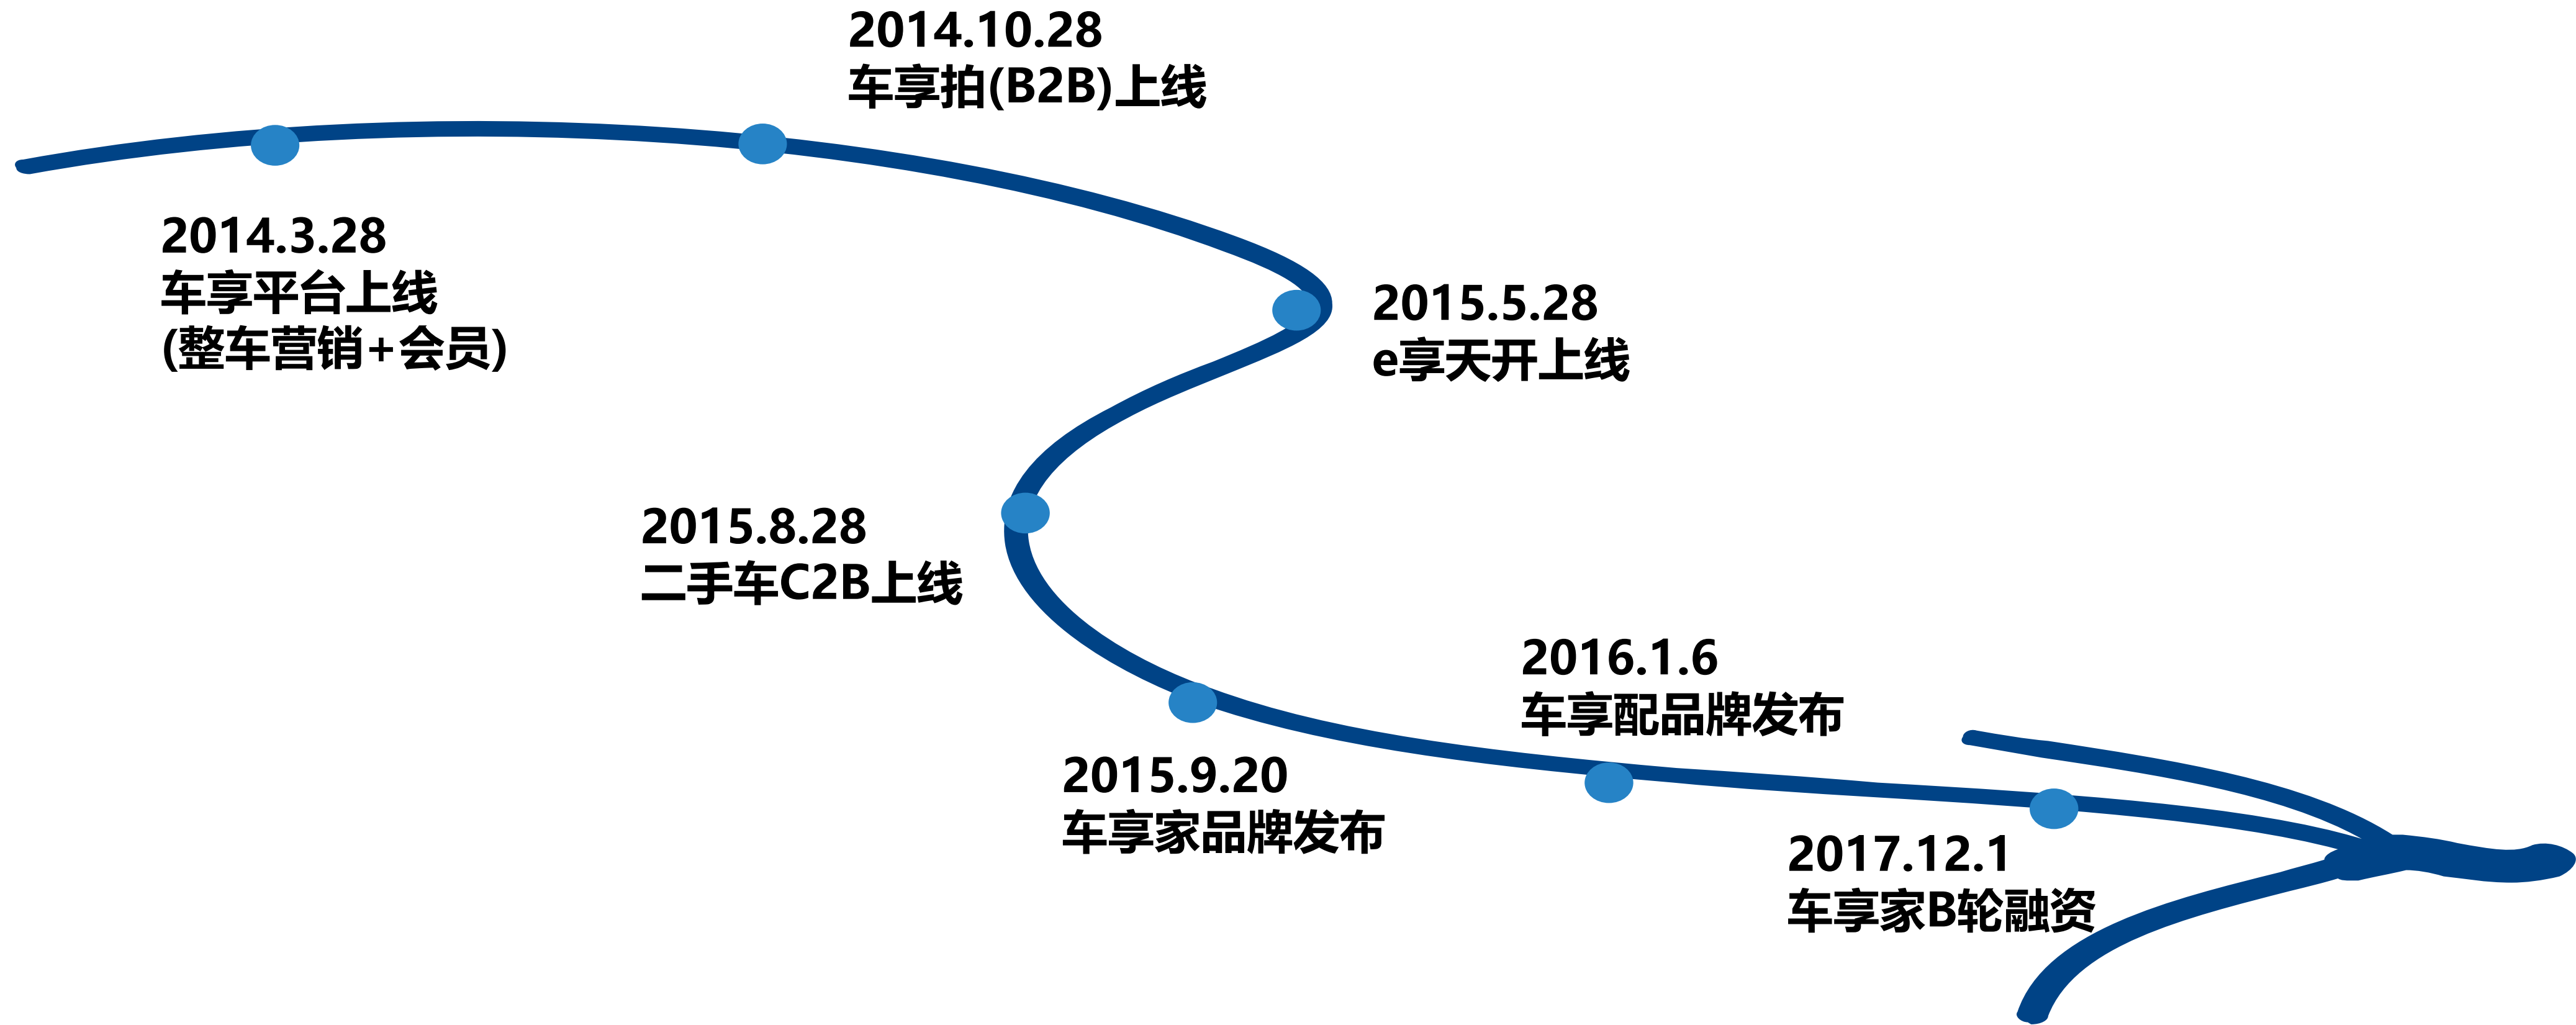 2014.10.28
车享拍(B2B)上线
2014.3.28
车享平台上线
(整车营销+会员)
2015.5.28
e享天开上线
2015.8.28
二手车C2B上线
2015.9.20
车享家品牌发布
2016.1.6
车享配品牌发布
2017.12.1
车享家B轮融资